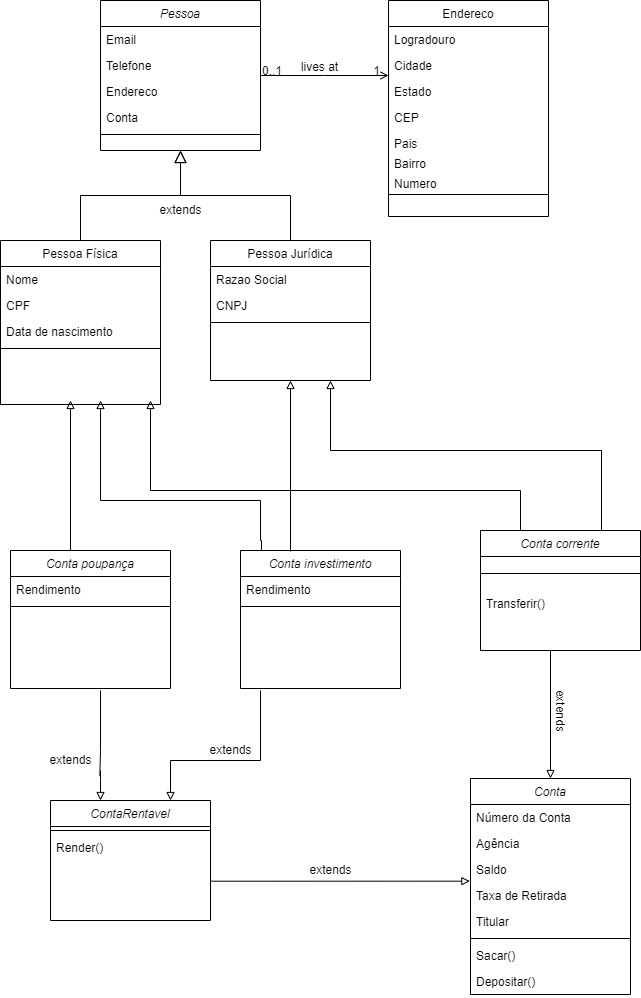 Pessoa
Email
Telefone
Endereco
Conta
0..1
lives at
1
Endereco
Logradouro
Cidade
Estado
CEP
Pais
Bairro
Numero
extends
Pessoa Física
Nome
CPF
Data de nascimento
Pessoa Jurídica
Razao Social
CNPJ
Conta poupança
Rendimento
Conta investimento
Rendimento
Conta corrente
Transferir()
extends
extends
extends
ContaRentavel
Render()
extends
Conta
Número da Conta
Agência
Saldo
Taxa de Retirada
Titular
Sacar()
Depositar()